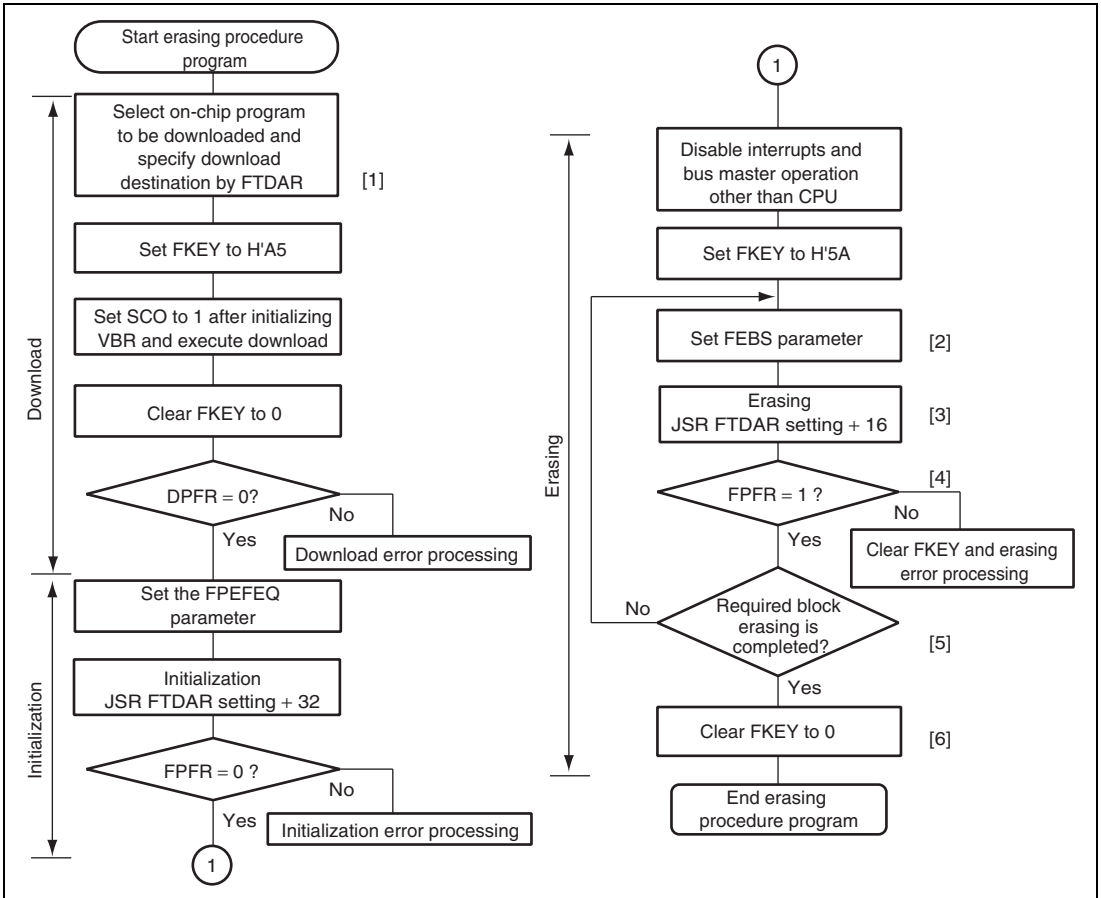 Start erasing procedure
program
Select on-chip program
to be downloaded and
specify download
destination by FTDAR
[1]
Set FKEY to H'A5
Set SCO to 1 after initializing
VBR and execute download
Clear FKEY to 0
DPFR = 0?
No
Yes
Download error processing
Download
Set the FPEFEQ
parameter
Initialization
JSR FTDAR setting + 32
FPFR = 0 ?
No
Yes
Initialization error processing
Initialization
1
1
Disable interrupts and
bus master operation
other than CPU
Set FKEY to H'5A
Set FEBS parameter
[2]
Erasing
JSR FTDAR setting + 16
[3]
[4]
FPFR = 1 ?
No
Yes
Clear FKEY and erasing
error processing
No
Required block
erasing is
completed?
[5]
Yes
Clear FKEY to 0
[6]
Erasing
End erasing
procedure program